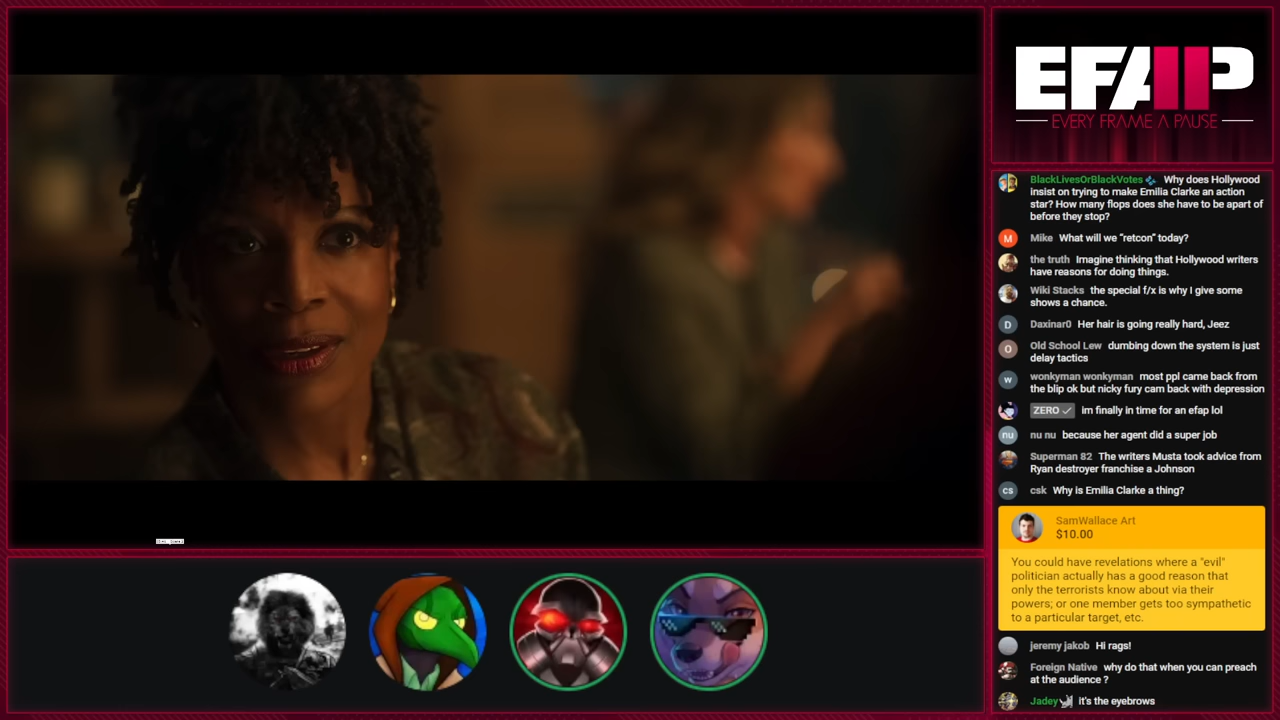 EFAP
EVERY FRAME A PAUSE
BlackLivesOrBlackVotes Why does Hollywood
insist on trying to make Emilia Clarke an action
star? How many flops does she have to be apart of
before they stop?
M Mike What will we “retcon” today?
the truth Imagine thinking that Hollywood writers
have reasons for doing things.
Wiki Stacks the special f/x is why I give some
shows a chance.
D Daxinar0 Her hair is going really hard, Jeez
O Old School Lew dumbing down the system is just
delay tactics
w wonkyman wonkyman most ppl came back from
the blip ok but nicky fury cam back with depression
ZERO ✓ im finally in time for an efap lol
nu nu nu because her agent did a super job
Superman 82 The writers Musta took advice from
Ryan destroyer franchise a Johnson
cs csk Why is Emilia Clarke a thing?
SamWallace Art
$10.00
You could have revelations where a "evil"
politician actually has a good reason that
only the terrorists know about via their
powers; or one member gets too sympathetic
to a particular target, etc.
jeremy jakob Hi rags!
Foreign Native why do that when you can preach
at the audience ?
Jadey it's the eyebrows